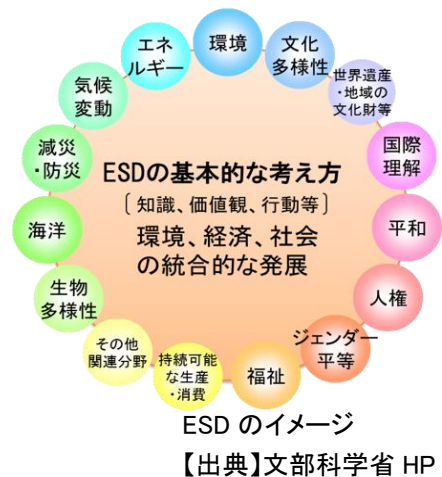 環境
文化
多様性
世界遺産
・地域の
文化財等
国際
理解
平和
人権
ジェンダー
平等
福祉
持続可能
な生産
・消費
その他
関連分野
生物
多様性
海洋
減災
・防災
気候
変動
エネ
ルギー
ESDの基本的な考え方
〔知識、価値観、行動等〕
環境、経済、社会
の統合的な発展
ESD のイメージ
【出典】文部科学省 HP